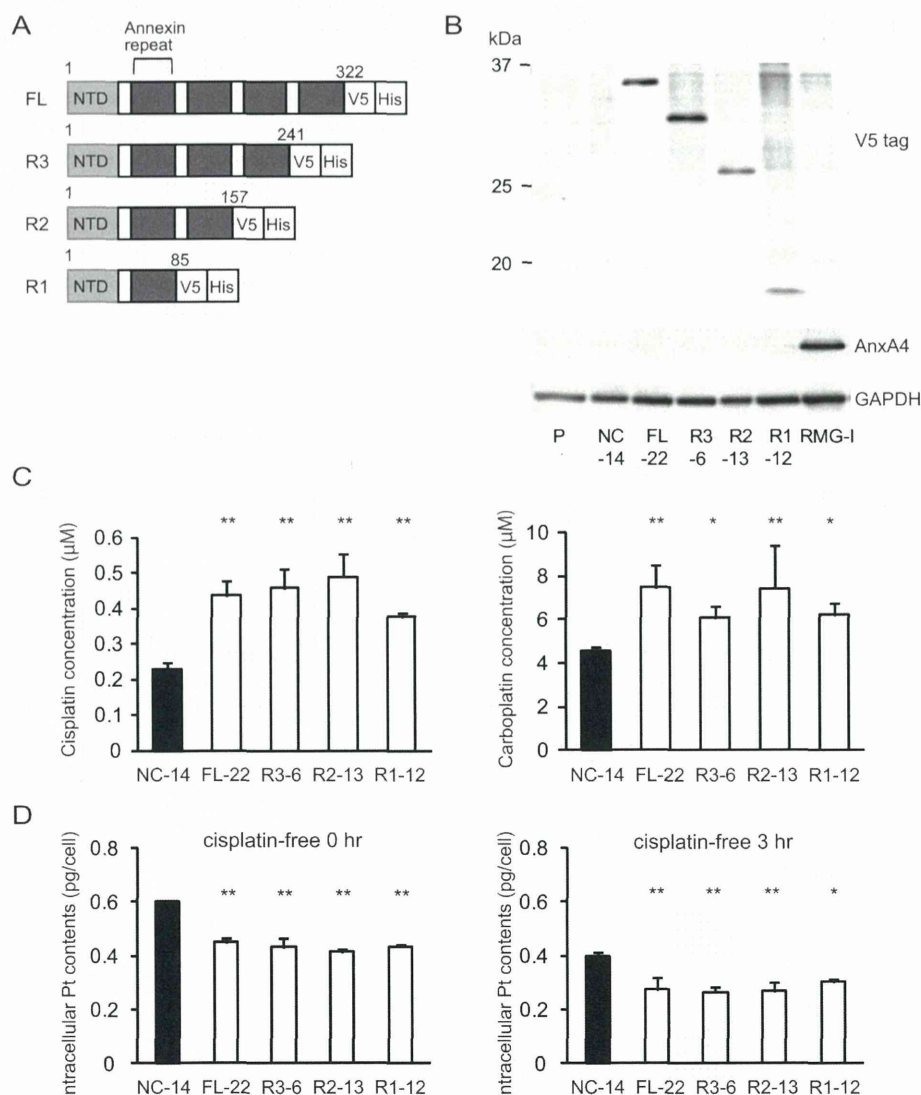 A
Annexin
repeat
1
322
FL
NTD
V5
His
1
241
R3
NTD
V5
His
1
157
R2
NTD
V5
His
1
85
R1
NTD
V5
His
B
kDa
37
25
20
V5 tag
AnxA4
GAPDH
P NC FL R3 R2 R1 RMG-I
-14 -22 -6 -13 -12
C
Cisplatin concentration (μM)
0.6
0.5
0.4
0.3
0.2
0.1
0
** ** ** **
NC-14 FL-22 R3-6 R2-13 R1-12
Carboplatin concentration (μM)
10
8
6
4
2
0
** * ** *
NC-14 FL-22 R3-6 R2-13 R1-12
D
ntracellular Pt contents (pg/cell)
cisplatin-free 0 hr
0.8
0.6
0.4
0.2
0
** ** ** **
NC-14 FL-22 R3-6 R2-13 R1-12
ntracellular Pt contents (pg/cell)
cisplatin-free 3 hr
0.8
0.6
0.4
0.2
0
** ** ** *
NC-14 FL-22 R3-6 R2-13 R1-12